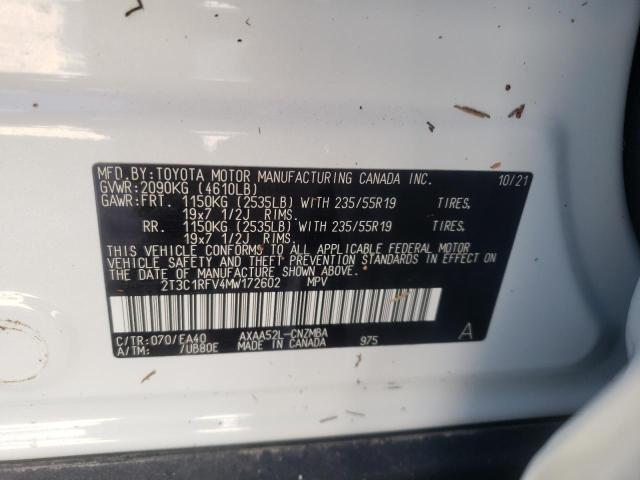 MFD.BY:TOYOTA MOTOR MANUFACTURING CANADA INC. 10/21
GVWR:2090KG (4610LB)
GAWR:FRT. 1150KG (2535LB) WITH 235/55R19 TIRES.
19x7 1/2J RIMS.
RR. 1150KG (2535LB) WITH 235/55R19 TIRES.
19x7 1/2J RIMS.
THIS VEHICLE CONFORMS TO ALL APPLICABLE FEDERAL MOTOR
VEHICLE SAFETY AND THEFT PREVENTION STANDARDS IN EFFECT
ON THE DATE OF MANUFACTURE SHOWN ABOVE.
2T3C1RFV4MW172602 MPV
C/TR:070/EA40 AXAA52L-CNZMBA A
A/TM: /UB80E MADE IN CANADA 975